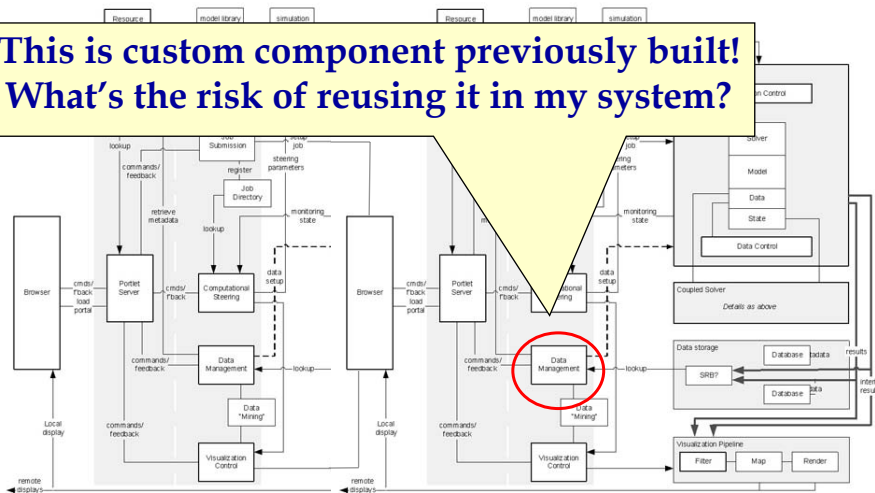 Resource
model library
simulation
Resource
model library
simulation
This is custom component previously built!
What's the risk of reusing it in my system?
n Control
lookup
Submission
job
job
commands/
feedback
register
steering
parameters
Job
Directory
Solver
Model
Data
State
Data Control
retrieve
metadata
lookup
monitoring
state
monitoring
state
Browser
cmds/
f'back
load
portal
Portlet
Server
cmds/
f'back
Computational
Steering
data
setup
Browser
cmds/
f'back
load
portal
Portlet
Server
cmds/
f'back
data
setup
Coupled Solver
Details as above
commands/
feedback
Data
Management
lookup
commands/
feedback
Data
Management
lookup
Data storage
SRB?
Database
Database
results
Data
"Mining"
Data
"Mining"
Local
display
commands/
feedback
Visualization
Control
Local
display
commands/
feedback
Visualization
Control
Visualization Pipeline
Filter
Map
Render
remote
displays
remote
displays